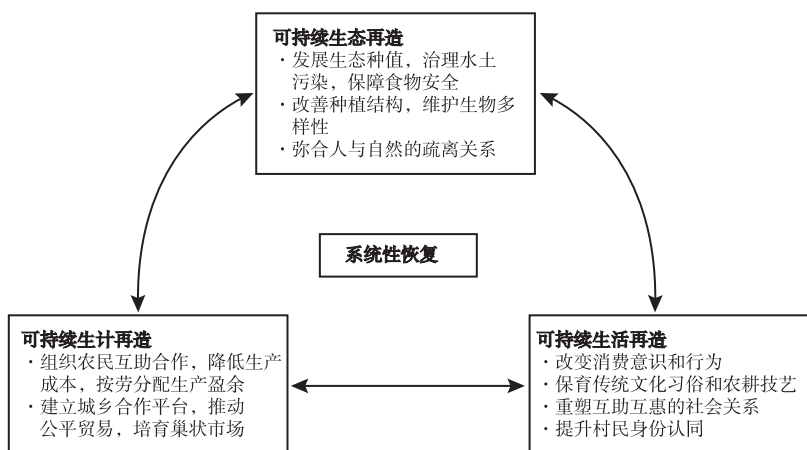 可持续生态再造
· 发展生态种值，治理水土
污染，保障食物安全
· 改善种植结构，维护生物多
样性
· 弥合人与自然的疏离关系
系统性恢复
可持续生计再造
· 组织农民互助合作，降低生产
成本，按劳分配生产盈余
· 建立城乡合作平台，推动
公平贸易，培育巢状市场
可持续生活再造
· 改变消费意识和行为
· 保育传统文化习俗和农耕技艺
· 重塑互助互惠的社会关系
· 提升村民身份认同